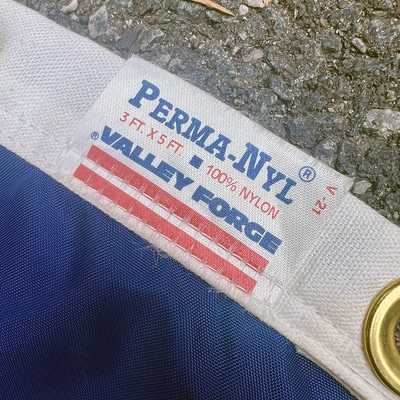 PERMA-NYL®
3 FT. X 5 FT. ■ 100% NYLON
®VALLEY FORGE
V-21